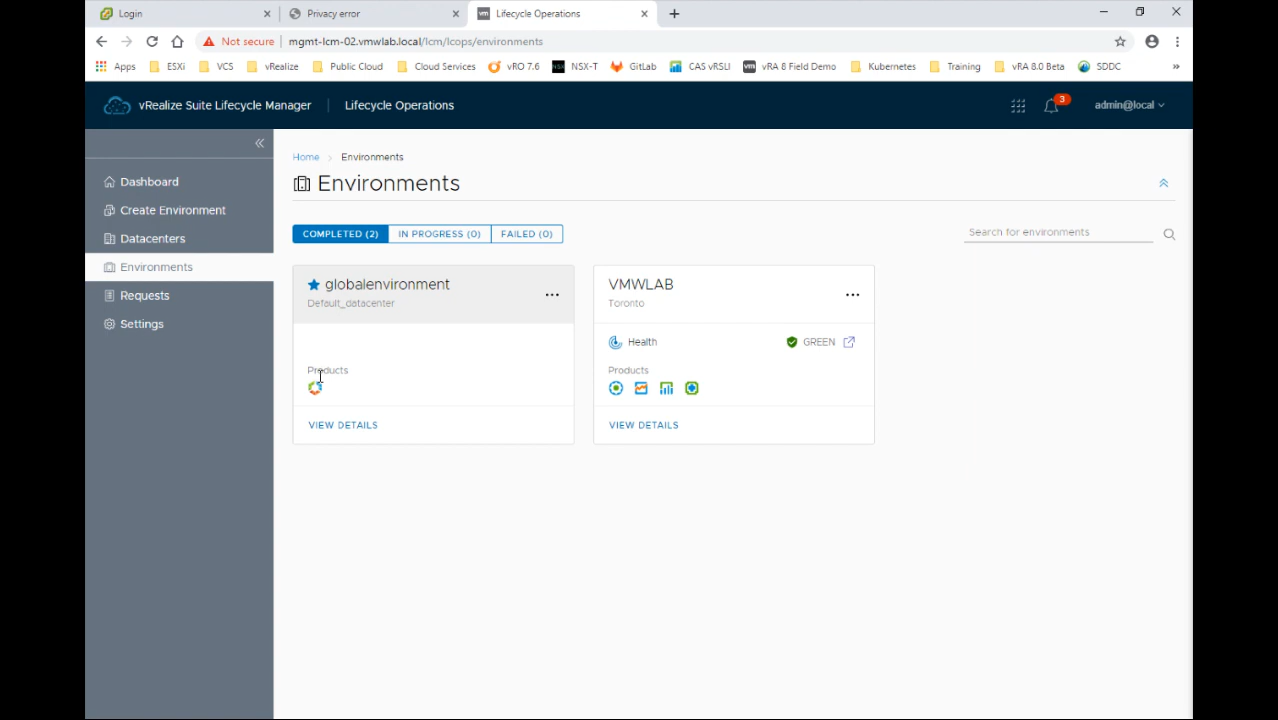 Login
Privacy error
vm Lifecycle Operations
Not secure | mgmt-lcm-02.vmwlab.local/lcm/lcops/environments
Apps ESXi VCS vRealize Public Cloud Cloud Services vRO 7.6 NSX NSX-T GitLab CAS vRSLI vm vRA 8 Field Demo Kubernetes Training vRA 8.0 Beta SDDC »
vRealize Suite Lifecycle Manager | Lifecycle Operations
3
admin@local
Dashboard
Create Environment
Datacenters
Environments
Requests
Settings
Home > Environments
Environments
COMPLETED (2) IN PROGRESS (0) FAILED (0)
Search for environments
globalenvironment
Default_datacenter
Products
VIEW DETAILS
VMWLAB
Toronto
Health GREEN
Products
VIEW DETAILS